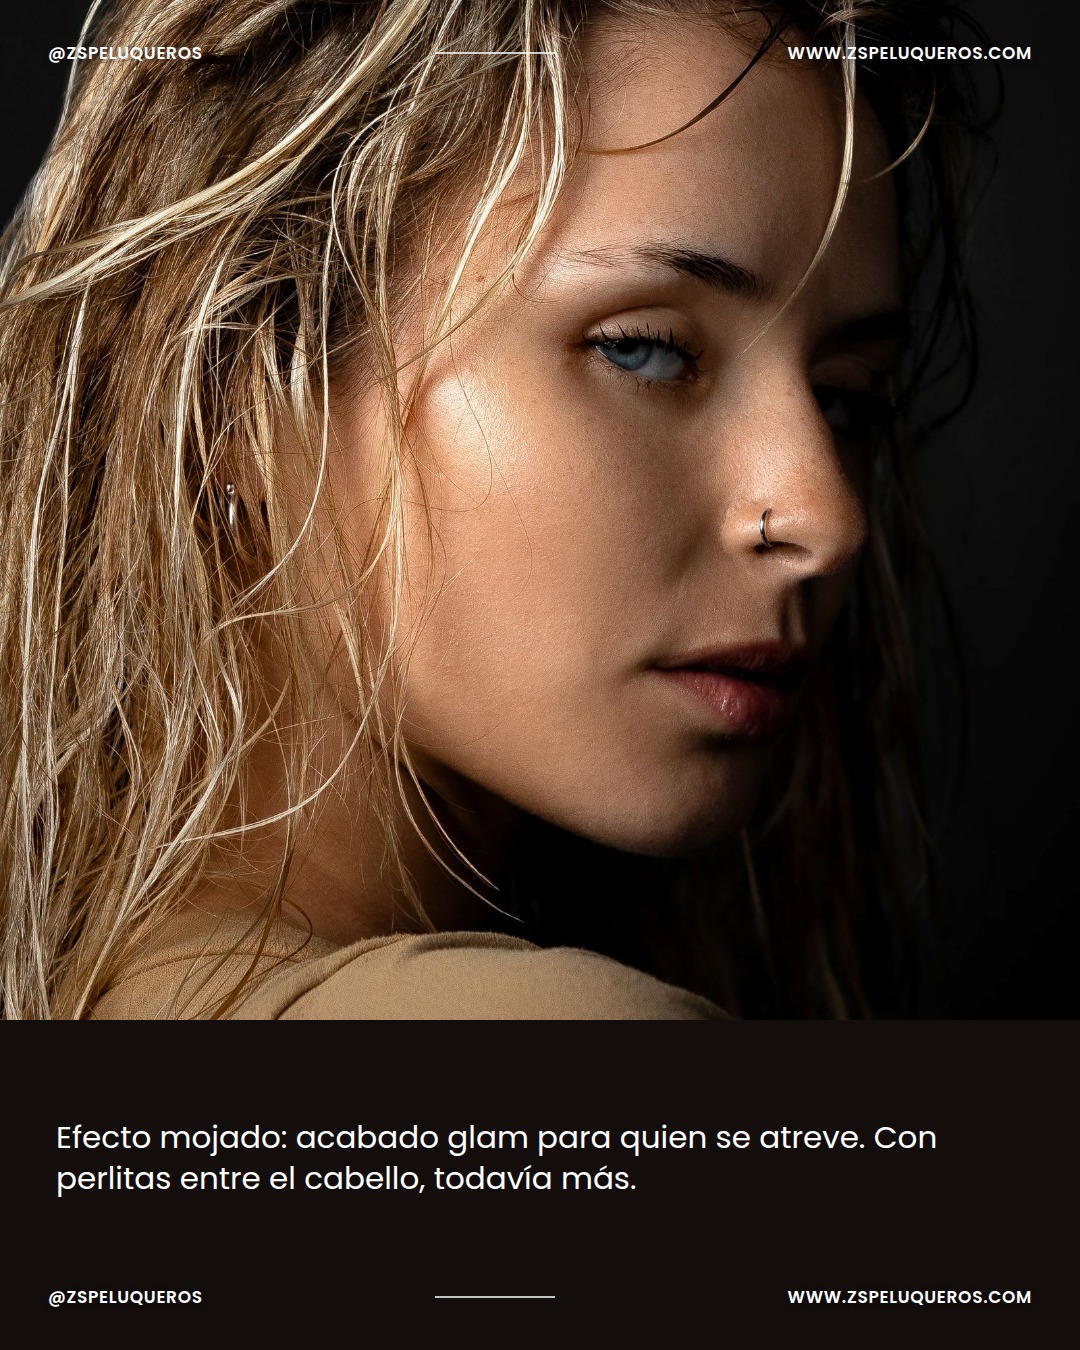 @ZSPELUQUEROS
WWW.ZSPELUQUEROS.COM
Efecto mojado: acabado glam para quien se atreve. Con
perlitas entre el cabello, todavía más.
@ZSPELUQUEROS
WWW.ZSPELUQUEROS.COM